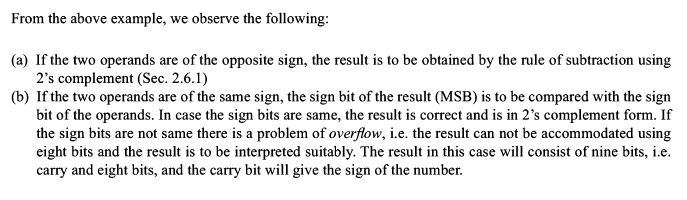 From the above example, we observe the following:
(a) If the two operands are of the opposite sign, the result is to be obtained by the rule of subtraction using
2's complement (Sec. 2.6.1)
(b) If the two operands are of the same sign, the sign bit of the result (MSB) is to be compared with the sign
bit of the operands. In case the sign bits are same, the result is correct and is in 2's complement form. If
the sign bits are not same there is a problem of overflow, i.e. the result can not be accommodated using
eight bits and the result is to be interpreted suitably. The result in this case will consist of nine bits, i.e.
carry and eight bits, and the carry bit will give the sign of the number.